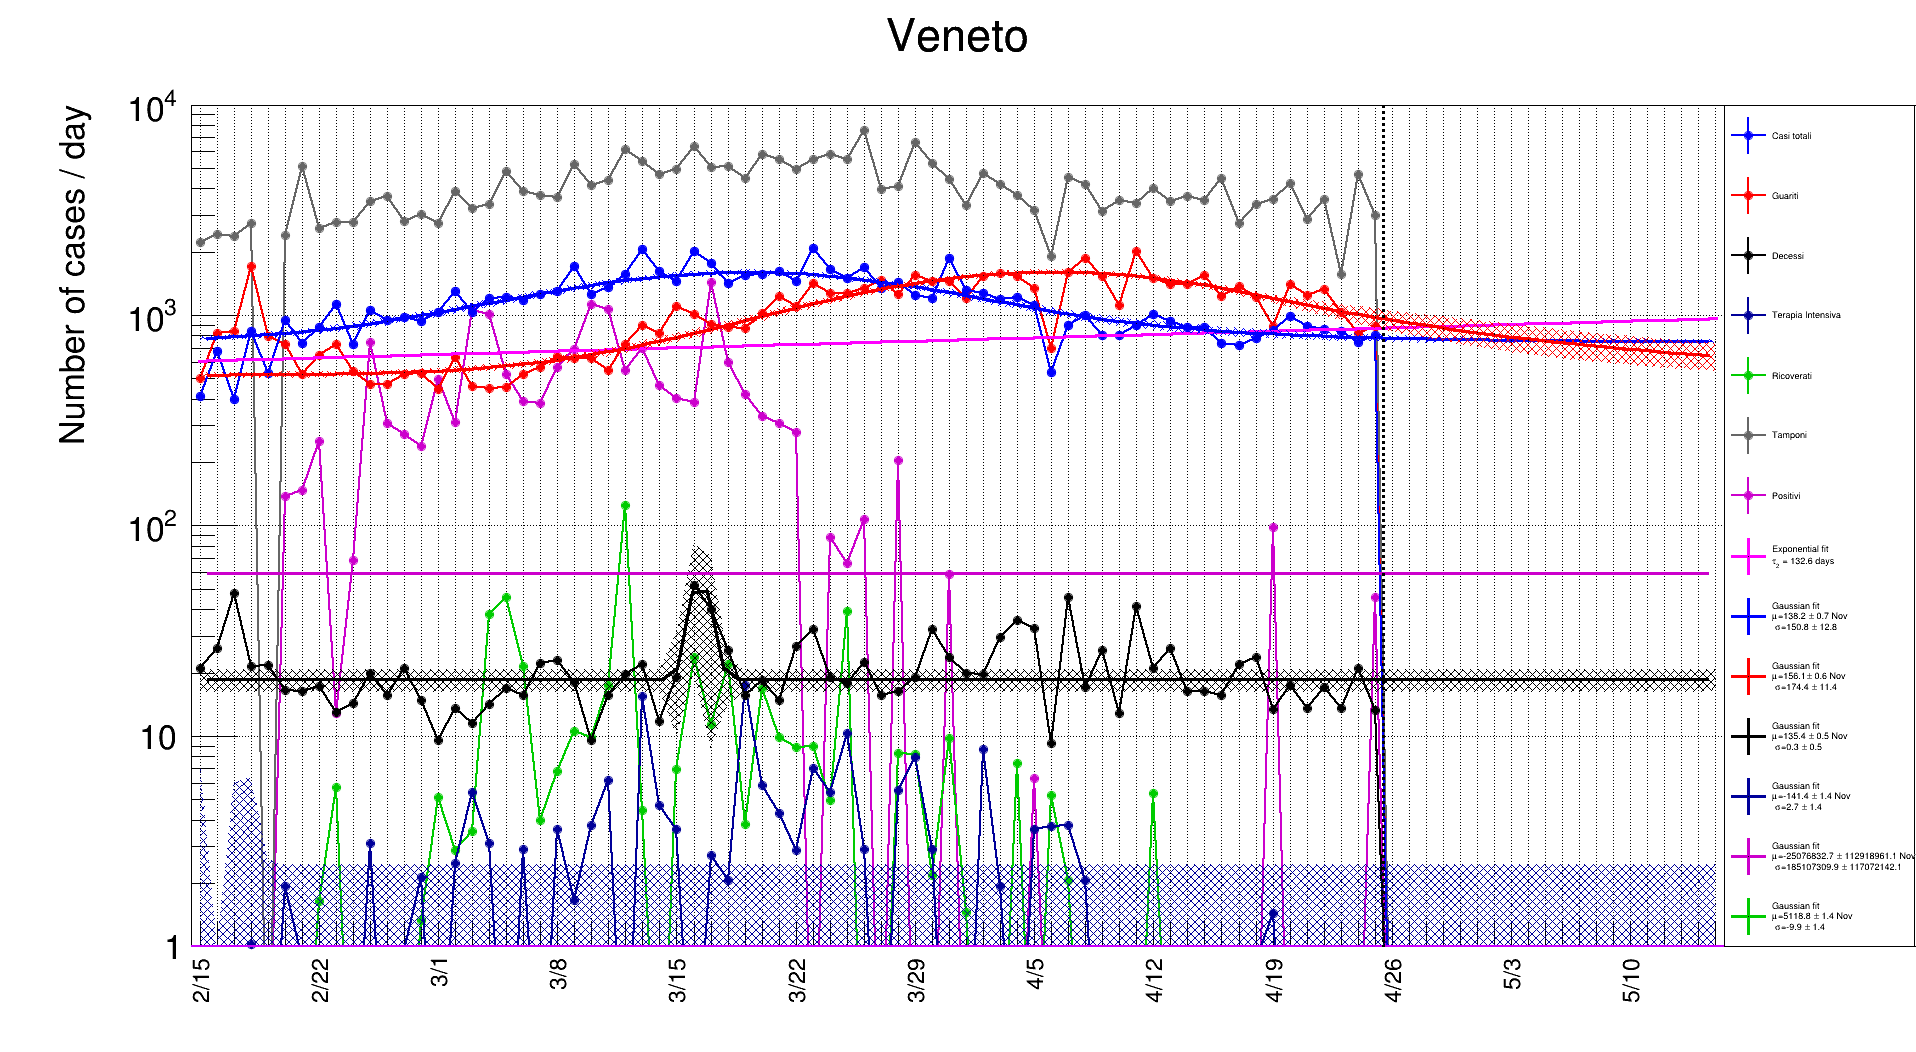 Veneto
Number of cases / day
10^4
10^3
10^2
10
1
2/15
2/22
3/1
3/8
3/15
3/22
3/29
4/5
4/12
4/19
4/26
5/3
5/10
Casi totali
Guariti
Decessi
Terapia Intensiva
Ricoverati
Tamponi
Positivi
Exponential fit
τ₂ = 132.6 days
Gaussian fit
μ=138.2 ± 0.7 Nov
σ=150.8 ± 12.8
Gaussian fit
μ=156.1 ± 0.6 Nov
σ=174.4 ± 11.4
Gaussian fit
μ=135.4 ± 0.5 Nov
σ=0.3 ± 0.5
Gaussian fit
μ=-141.4 ± 1.4 Nov
σ=2.7 ± 1.4
Gaussian fit
μ=-25076832.7 ± 112918961.1 Nov
σ=185107309.9 ± 117072142.1
Gaussian fit
μ=5118.8 ± 1.4 Nov
σ=-9.9 ± 1.4